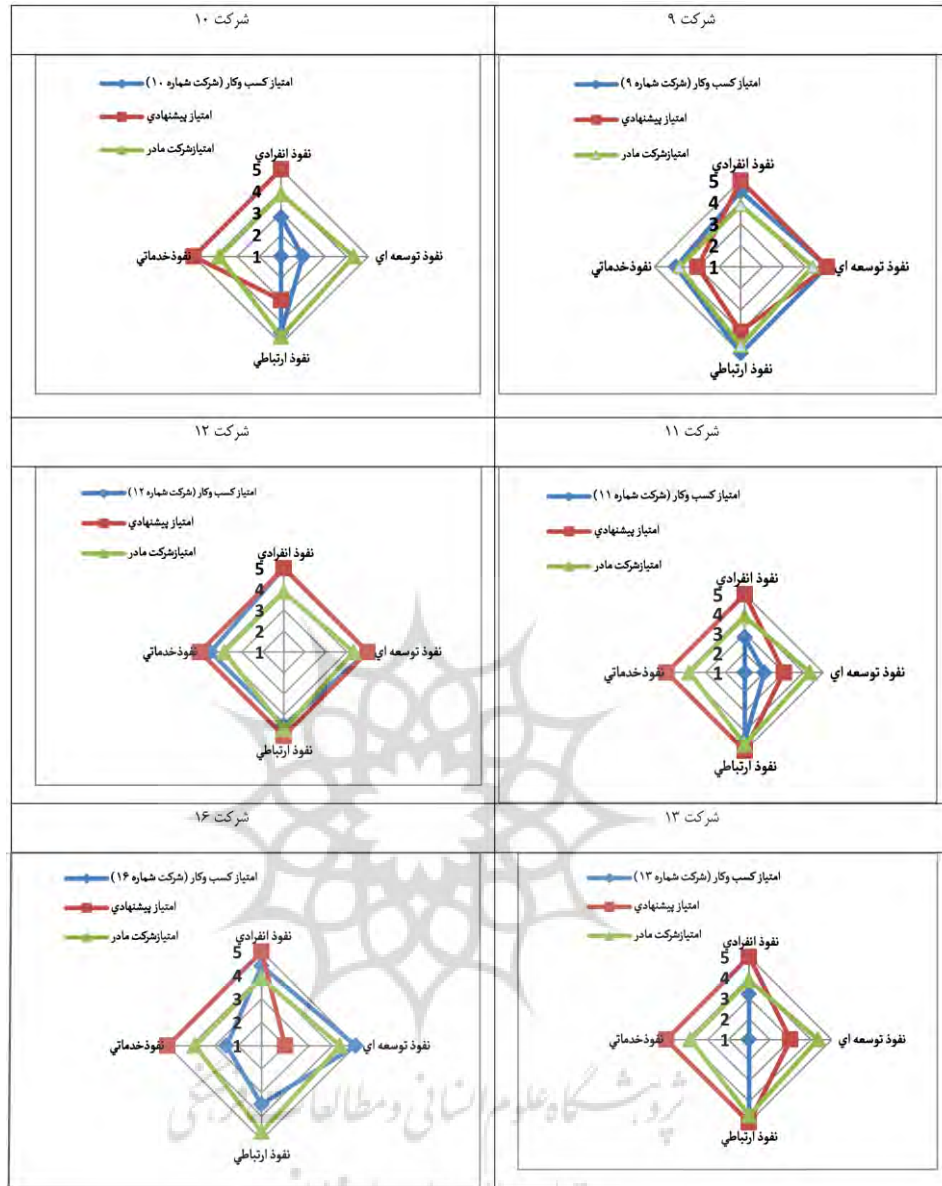 شرکت ۹
شرکت ۱۰
امتیاز کسب وکار (شرکت شماره ۹)
امتیاز پیشنهادي
امتیازشرکت مادر
نفوذ انفرادي
5
4
3
2
1
نفوذ توسعه اي
نفوذخدماتي
نفوذ ارتباطي
امتیاز کسب وکار (شرکت شماره ۱۰)
امتیاز پیشنهادي
امتیازشرکت مادر
نفوذ انفرادي
5
4
3
2
1
نفوذ توسعه اي
نفوذخدماتي
نفوذ ارتباطي
شرکت ۱۱
شرکت ۱۲
امتیاز کسب وکار (شرکت شماره ۱۱)
امتیاز پیشنهادي
امتیازشرکت مادر
نفوذ انفرادي
5
4
3
2
1
نفوذ توسعه اي
نفوذخدماتي
نفوذ ارتباطي
امتیاز کسب وکار (شرکت شماره ۱۲)
امتیاز پیشنهادي
امتیازشرکت مادر
نفوذ انفرادي
5
4
3
2
1
نفوذ توسعه اي
نفوذخدماتي
نفوذ ارتباطي
شرکت ۱۳
شرکت ۱۶
امتیاز کسب وکار (شرکت شماره ۱۳)
امتیاز پیشنهادي
امتیازشرکت مادر
نفوذ انفرادي
5
4
3
2
1
نفوذ توسعه اي
نفوذخدماتي
نفوذ ارتباطي
امتیاز کسب وکار (شرکت شماره ۱۶)
امتیاز پیشنهادي
امتیازشرکت مادر
نفوذ انفرادي
5
4
3
2
1
نفوذ توسعه اي
نفوذخدماتي
نفوذ ارتباطي
پژوهشگاه علوم انسانی و مطالعات فرهنگی